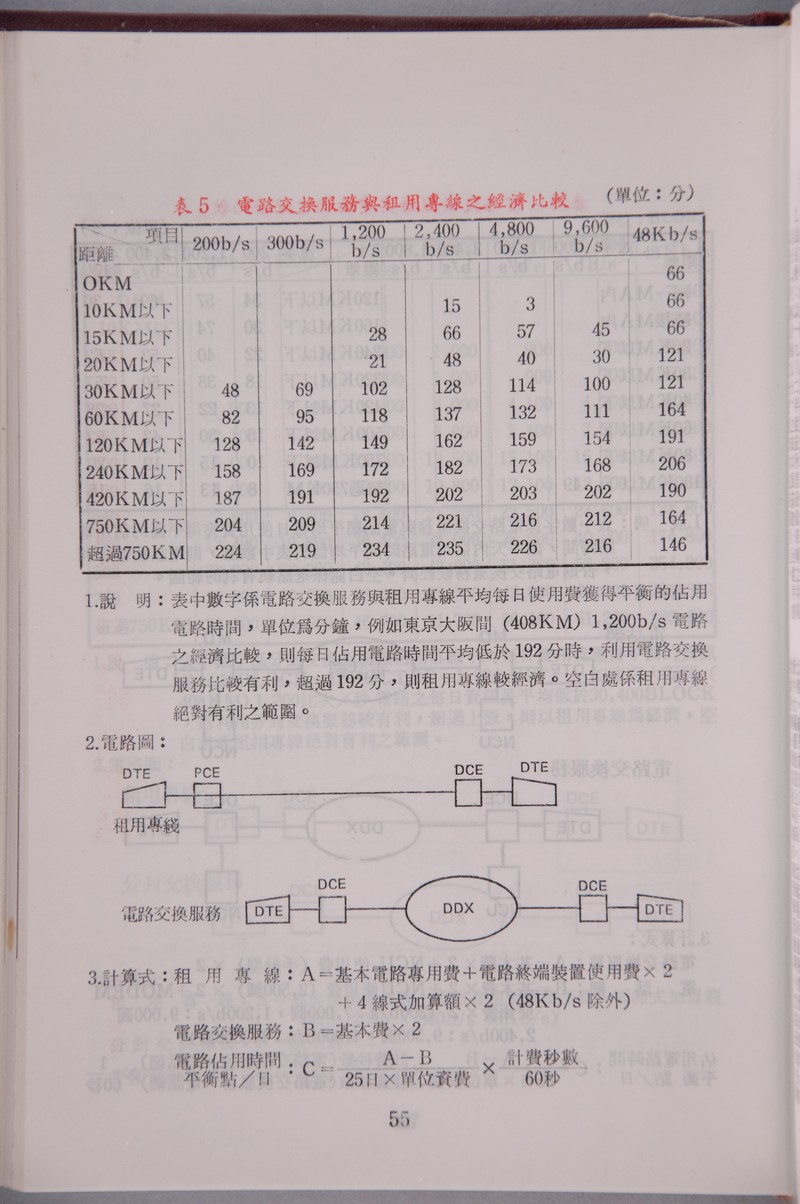 表5 電路交換服務與租用專線之經濟比較 (單位：分)
項目 距離 200b/s 300b/s 1,200 b/s 2,400 b/s 4,800 b/s 9,600 b/s 48Kb/s
OKM 66
10KM以下 15 3 66
15KM以下 28 66 57 45 66
20KM以下 21 48 40 30 121
30KM以下 48 69 102 128 114 100 121
60KM以下 82 95 118 137 132 111 164
120KM以下 128 142 149 162 159 154 191
240KM以下 158 169 172 182 173 168 206
420KM以下 187 191 192 202 203 202 190
750KM以下 204 209 214 221 216 212 164
超過750KM 224 219 234 235 226 216 146
1.說 明：表中數字係電路交換服務與租用專線平均每日使用費獲得平衡的佔用
電路時間，單位爲分鐘，例如東京大阪間 (408KM) 1,200b/s 電路
之經濟比較，則每日佔用電路時間平均低於192分時，利用電路交換
服務比較有利，超過192分，則租用專線較經濟。空白處係租用專線
絕對有利之範圍。
2.電路圖：
DTE PCE DCE DTE
租用專綫
DCE DCE
電路交換服務 DTE DDX DTE
3.計算式：租用專線：A＝基本電路專用費＋電路終端裝置使用費×2
＋4線式加算額×2 (48Kb/s除外)
電路交換服務：B＝基本費×2
電路佔用時間平衡點／日：C＝ A－B / 25日×單位資費 × 計費秒數 / 60秒
55